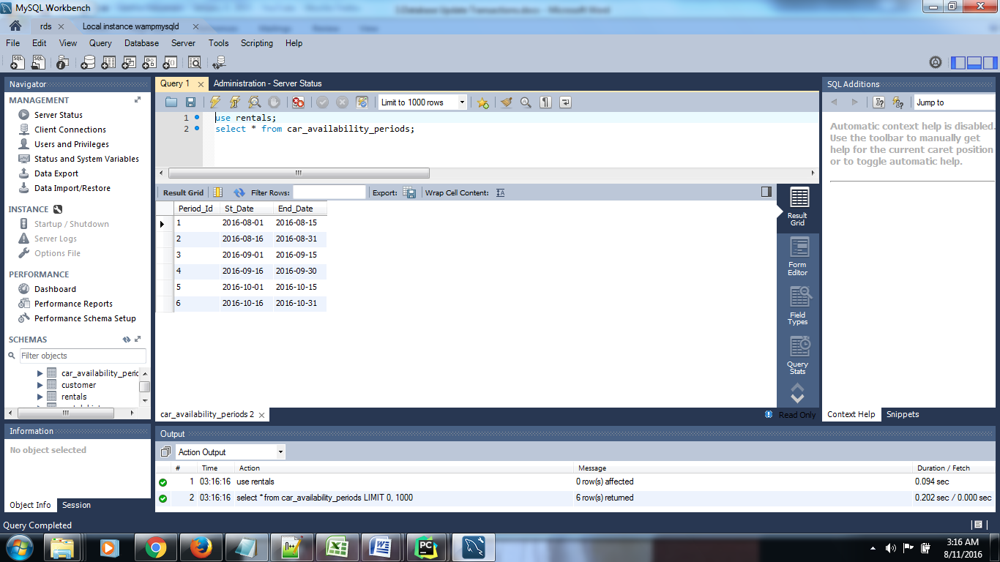 MySQL Workbench
rds
Local instance wampmysqld
File Edit View Query Database Server Tools Scripting Help
Navigator
MANAGEMENT
Server Status
Client Connections
Users and Privileges
Status and System Variables
Data Export
Data Import/Restore
INSTANCE
Startup / Shutdown
Server Logs
Options File
PERFORMANCE
Dashboard
Performance Reports
Performance Schema Setup
SCHEMAS
Filter objects
car_availability_peric
customer
rentals
Information
No object selected
Object Info Session
Query 1
Administration - Server Status
Limit to 1000 rows
1 use rentals;
2 select * from car_availability_periods;
Result Grid Filter Rows: Export: Wrap Cell Content:
Period_Id St_Date End_Date
1 2016-08-01 2016-08-15
2 2016-08-16 2016-08-31
3 2016-09-01 2016-09-15
4 2016-09-16 2016-09-30
5 2016-10-01 2016-10-15
6 2016-10-16 2016-10-31
Result
Grid
Form
Editor
Field
Types
Query
Stats
car_availability_periods 2
Read Only
SQL Additions
Jump to
Automatic context help is disabled.
Use the toolbar to manually get
help for the current caret position
or to toggle automatic help.
Context Help Snippets
Output
Action Output
# Time Action Message Duration / Fetch
1 03:16:16 use rentals 0 row(s) affected 0.094 sec
2 03:16:16 select * from car_availability_periods LIMIT 0, 1000 6 row(s) returned 0.202 sec / 0.000 sec
Query Completed
3:16 AM
8/11/2016